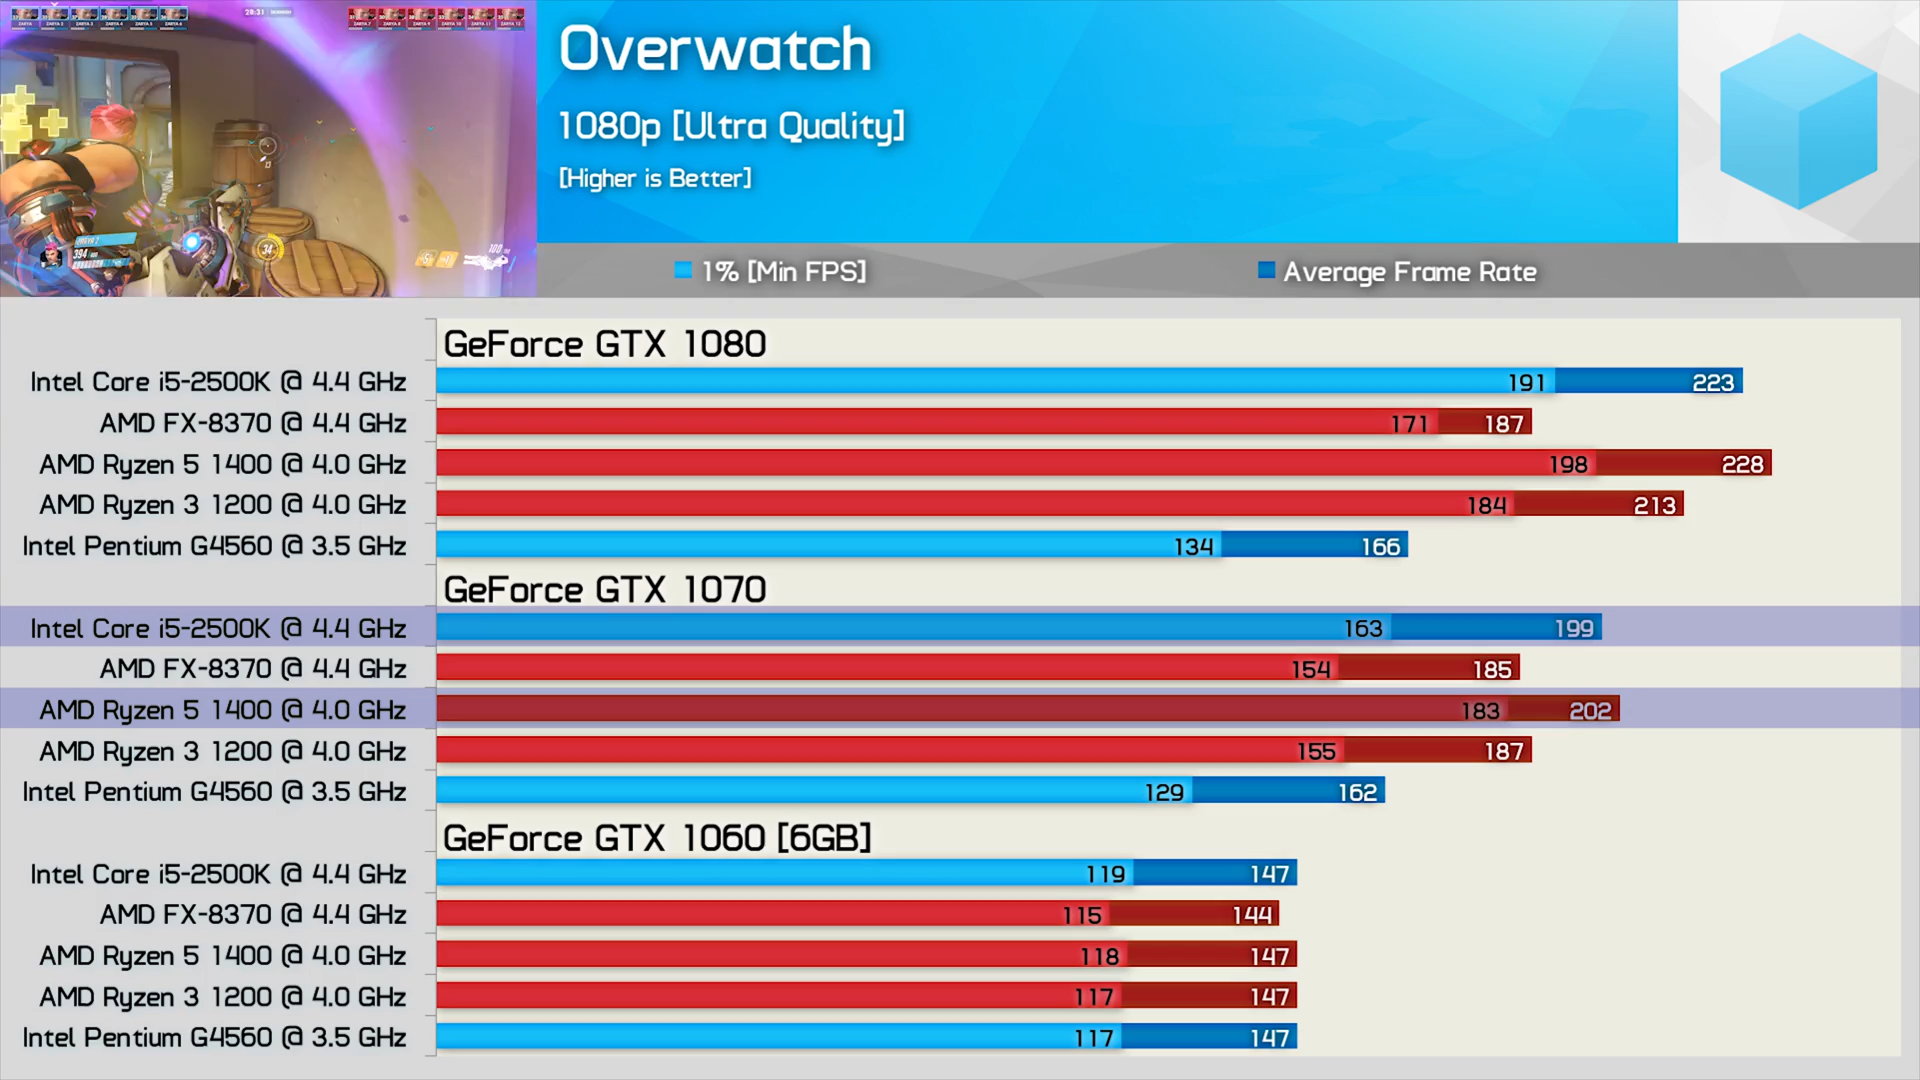 20:31
Overwatch
1080p [Ultra Quality]
[Higher is Better]
394
34
100
1% [Min FPS]
Average Frame Rate
GeForce GTX 1080
Intel Core i5-2500K @ 4.4 GHz 191 223
AMD FX-8370 @ 4.4 GHz 171 187
AMD Ryzen 5 1400 @ 4.0 GHz 198 228
AMD Ryzen 3 1200 @ 4.0 GHz 184 213
Intel Pentium G4560 @ 3.5 GHz 134 166
GeForce GTX 1070
Intel Core i5-2500K @ 4.4 GHz 163 199
AMD FX-8370 @ 4.4 GHz 154 185
AMD Ryzen 5 1400 @ 4.0 GHz 183 202
AMD Ryzen 3 1200 @ 4.0 GHz 155 187
Intel Pentium G4560 @ 3.5 GHz 129 162
GeForce GTX 1060 [6GB]
Intel Core i5-2500K @ 4.4 GHz 119 147
AMD FX-8370 @ 4.4 GHz 115 144
AMD Ryzen 5 1400 @ 4.0 GHz 118 147
AMD Ryzen 3 1200 @ 4.0 GHz 117 147
Intel Pentium G4560 @ 3.5 GHz 117 147